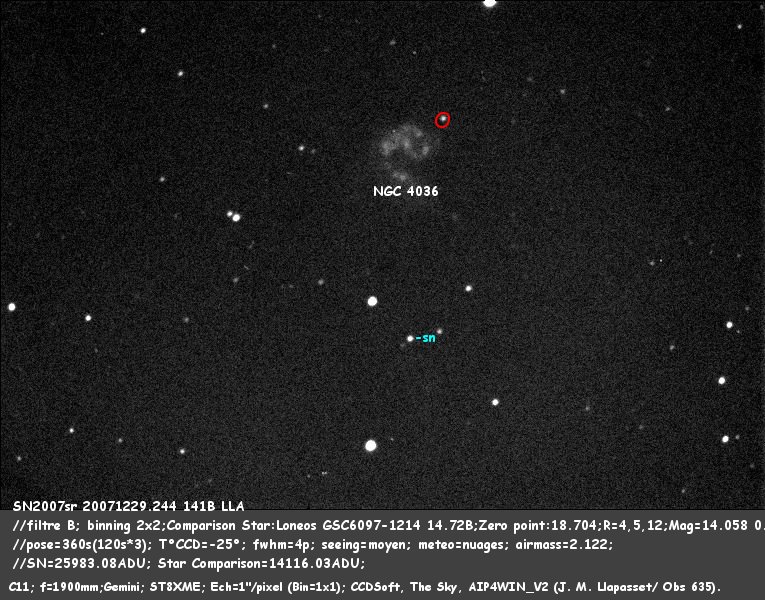 NGC 4036
-sn
SN2007sr 20071229.244 141B LLA
//filtre B; binning 2x2;Comparison Star:Loneos GSC6097-1214 14.72B;Zero point:18.704;R=4,5,12;Mag=14.058 0.
//pose=360s(120s*3); T°CCD=-25°; fwhm=4p; seeing=moyen; meteo=nuages; airmass=2.122;
//SN=25983.08ADU; Star Comparison=14116.03ADU;
C11; f=1900mm;Gemini; ST8XME; Ech=1"/pixel (Bin=1x1); CCDSoft, The Sky, AIP4WIN_V2 (J. M. Llapasset/ Obs 635).